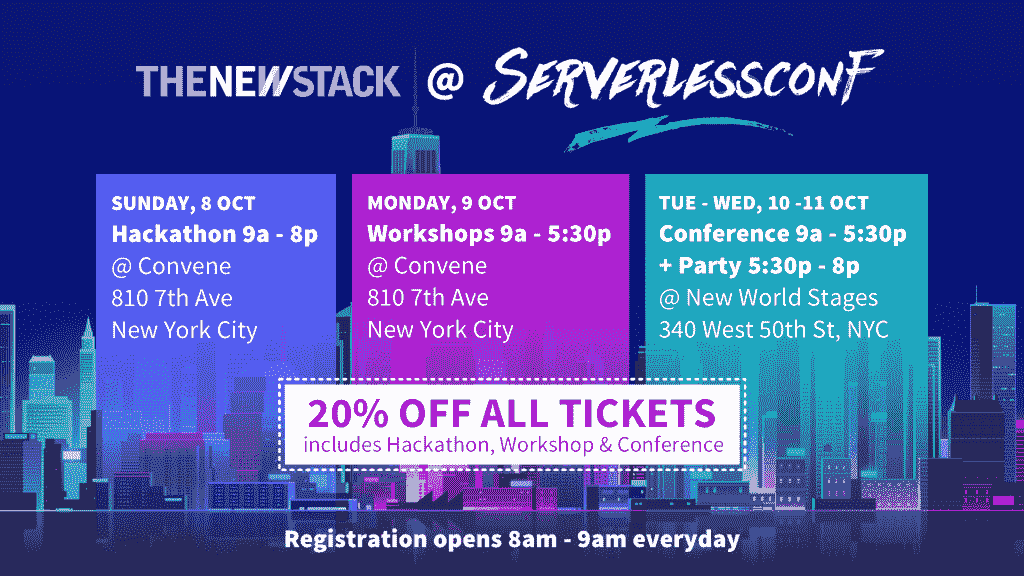 THENEWSTACK @ SERVERLESSCONF
SUNDAY, 8 OCT
Hackathon 9a - 8p
@ Convene
810 7th Ave
New York City
MONDAY, 9 OCT
Workshops 9a - 5:30p
@ Convene
810 7th Ave
New York City
TUE - WED, 10 -11 OCT
Conference 9a - 5:30p
+ Party 5:30p - 8p
@ New World Stages
340 West 50th St, NYC
20% OFF ALL TICKETS
includes Hackathon, Workshop & Conference
Registration opens 8am - 9am everyday